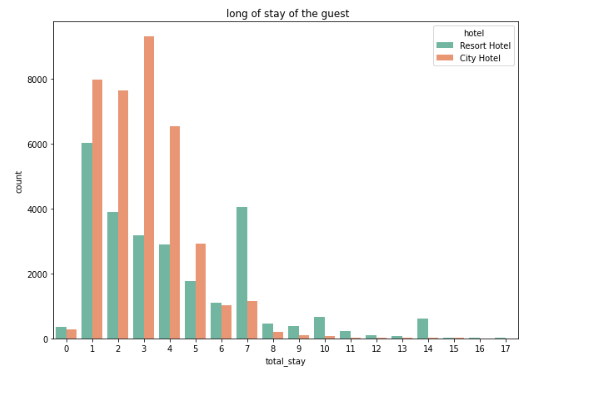 long of stay of the guest
hotel
Resort Hotel
City Hotel
8000
6000
4000
2000
0
count
0 1 2 3 4 5 6 7 8 9 10 11 12 13 14 15 16 17
total_stay